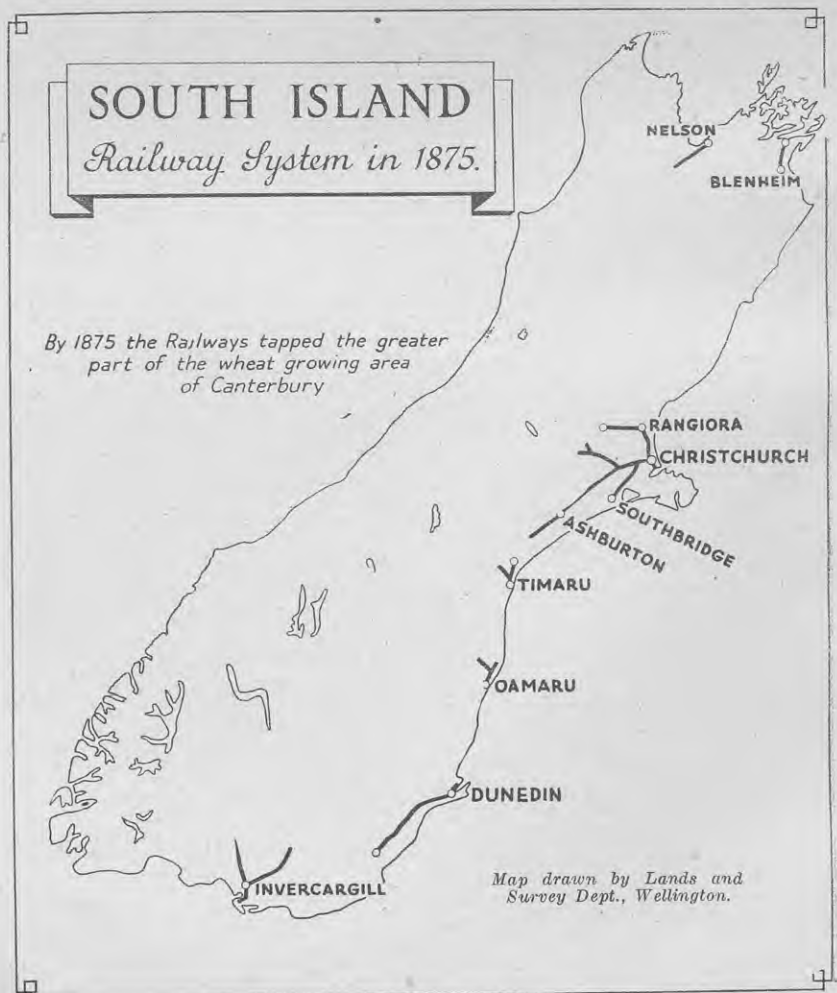 SOUTH ISLAND
Railway System in 1875.
NELSON
BLENHEIM
By 1875 the Railways tapped the greater
part of the wheat growing area
of Canterbury
RANGIORA
CHRISTCHURCH
SOUTHBRIDGE
ASHBURTON
TIMARU
OAMARU
DUNEDIN
INVERCARGILL
Map drawn by Lands and
Survey Dept., Wellington.